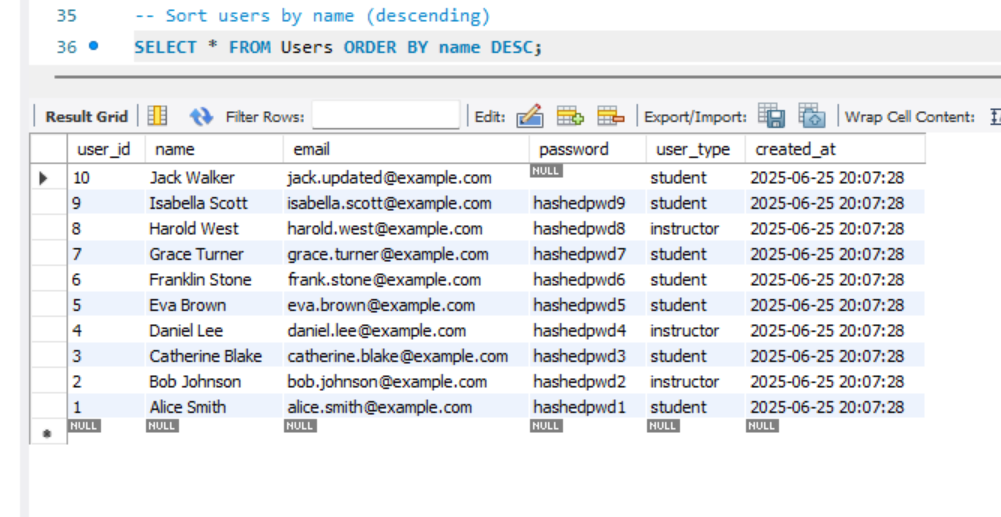 35 -- Sort users by name (descending)
36 SELECT * FROM Users ORDER BY name DESC;
Result Grid Filter Rows: Edit: Export/Import: Wrap Cell Content:
user_id name email password user_type created_at
10 Jack Walker jack.updated@example.com NULL student 2025-06-25 20:07:28
9 Isabella Scott isabella.scott@example.com hashedpwd9 student 2025-06-25 20:07:28
8 Harold West harold.west@example.com hashedpwd8 instructor 2025-06-25 20:07:28
7 Grace Turner grace.turner@example.com hashedpwd7 student 2025-06-25 20:07:28
6 Franklin Stone frank.stone@example.com hashedpwd6 student 2025-06-25 20:07:28
5 Eva Brown eva.brown@example.com hashedpwd5 student 2025-06-25 20:07:28
4 Daniel Lee daniel.lee@example.com hashedpwd4 instructor 2025-06-25 20:07:28
3 Catherine Blake catherine.blake@example.com hashedpwd3 student 2025-06-25 20:07:28
2 Bob Johnson bob.johnson@example.com hashedpwd2 instructor 2025-06-25 20:07:28
1 Alice Smith alice.smith@example.com hashedpwd1 student 2025-06-25 20:07:28
NULL NULL NULL NULL NULL NULL